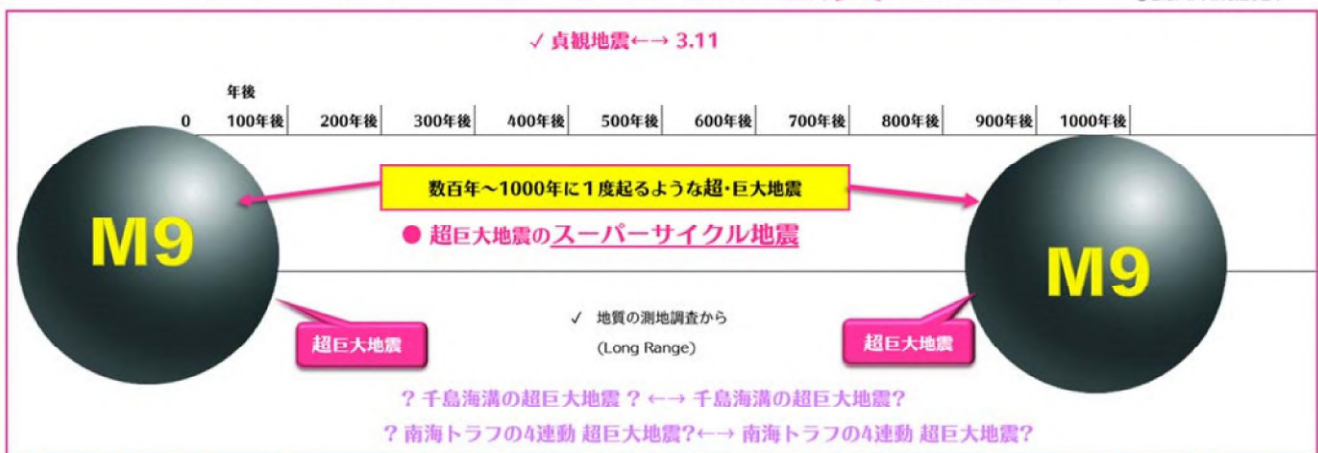 ✓ 貞観地震←→ 3.11
年後
0 100年後 200年後 300年後 400年後 500年後 600年後 700年後 800年後 900年後 1000年後
数百年～1000年に1度起るような超・巨大地震
M9
● 超巨大地震のスーパーサイクル地震
M9
超巨大地震
✓ 地質の測地調査から
(Long Range)
超巨大地震
? 千島海溝の超巨大地震 ? ←→ 千島海溝の超巨大地震?
? 南海トラフの4連動 超巨大地震?←→ 南海トラフの4連動 超巨大地震?